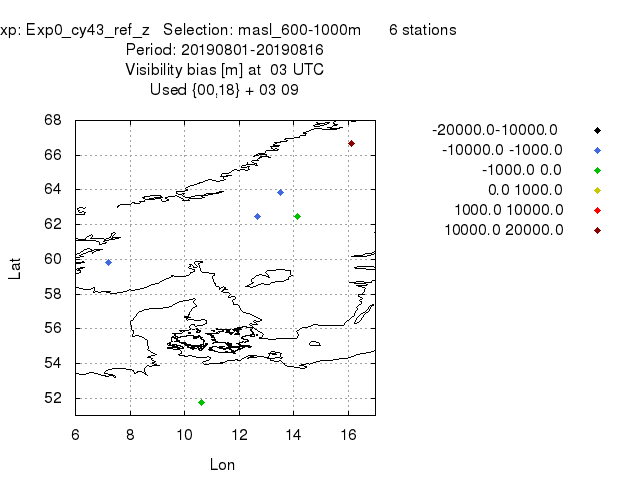 xp: Exp0_cy43_ref_z Selection: masl_600-1000m 6 stations
Period: 20190801-20190816
Visibility bias [m] at 03 UTC
Used {00,18} + 03 09
68
66
64
62
60
58
56
54
52
6 8 10 12 14 16
Lat
Lon
-20000.0-10000.0
-10000.0 -1000.0
-1000.0 0.0
0.0 1000.0
1000.0 10000.0
10000.0 20000.0